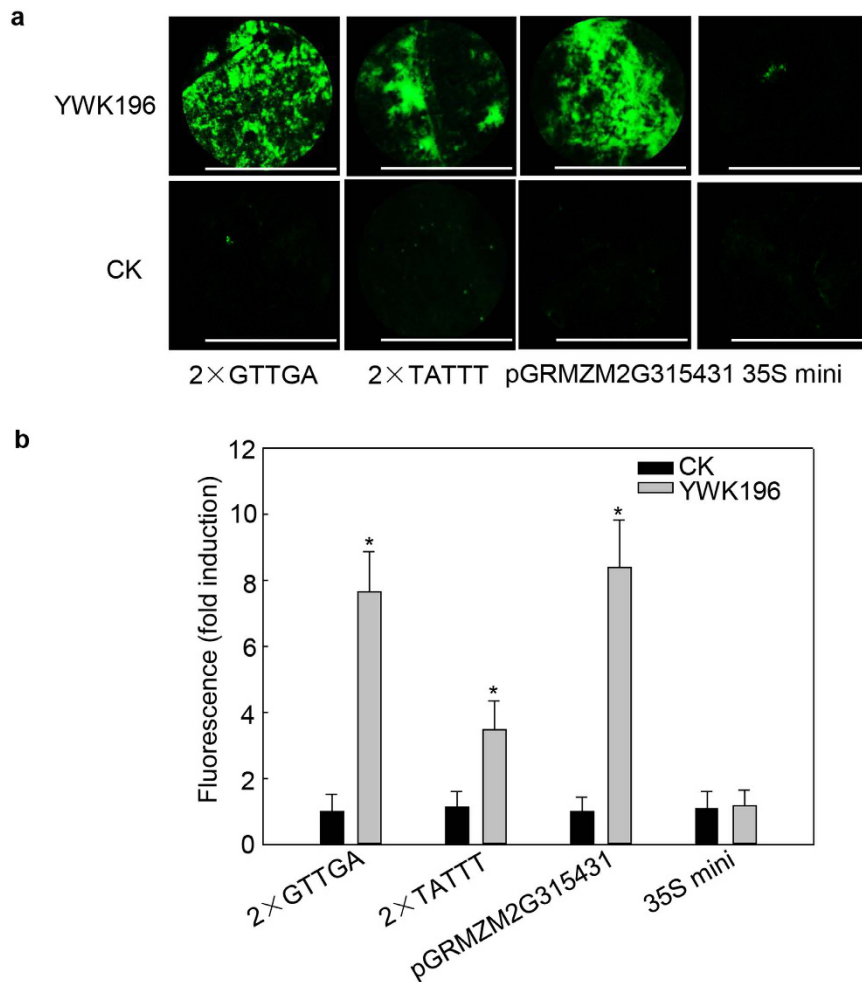 a
YWK196
CK
2×GTTGA 2×TATTT pGRMZM2G315431 35S mini
b
Fluorescence (fold induction)
12
10
8
6
4
2
0
CK
YWK196
*
*
*
2×GTTGA
2×TATTT
pGRMZM2G315431
35S mini